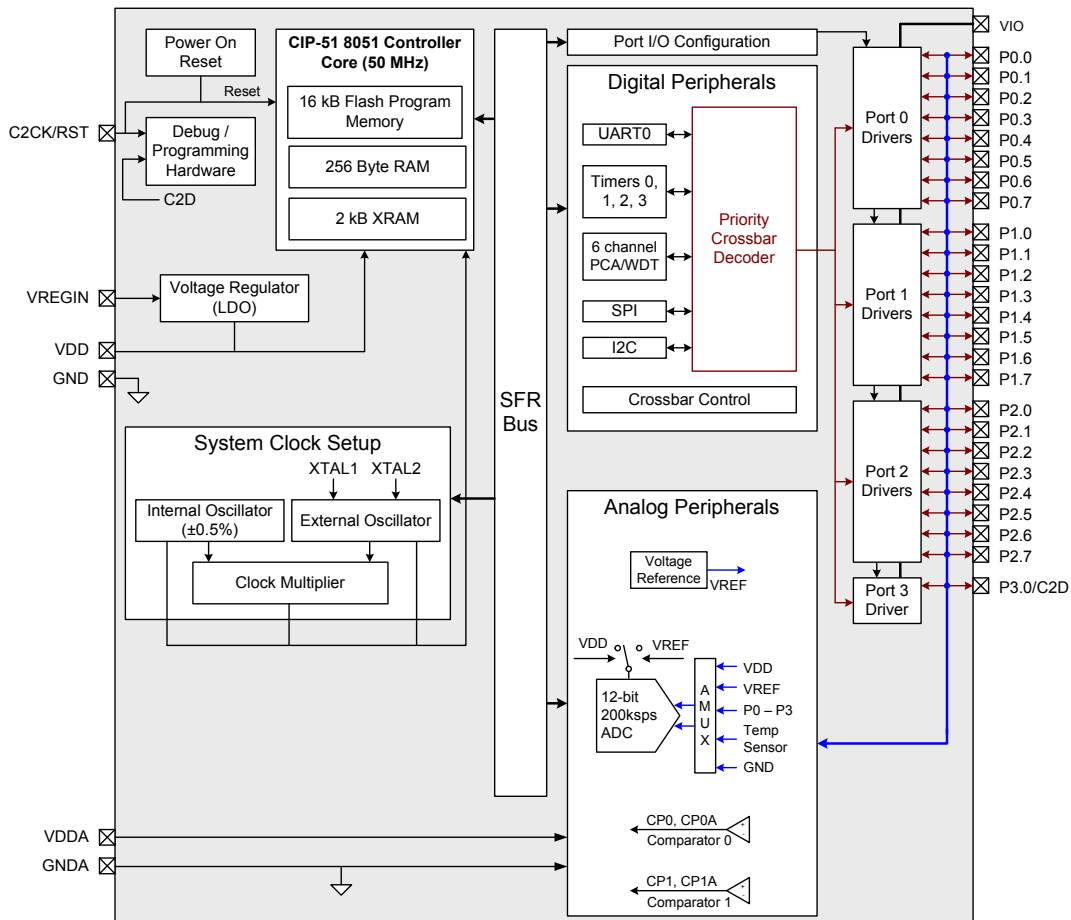 Power On
Reset
Reset
C2CK/RST
Debug /
Programming
Hardware
C2D
VREGIN
Voltage Regulator
(LDO)
VDD
GND
CIP-51 8051 Controller
Core (50 MHz)
16 kB Flash Program
Memory
256 Byte RAM
2 kB XRAM
System Clock Setup
XTAL1
XTAL2
Internal Oscillator
(±0.5%)
External Oscillator
Clock Multiplier
VDDA
GNDA
SFR
Bus
Port I/O Configuration
Digital Peripherals
UART0
Timers 0,
1, 2, 3
6 channel
PCA/WDT
SPI
I2C
Priority
Crossbar
Decoder
Crossbar Control
Analog Peripherals
Voltage
Reference
VREF
VDD
VREF
12-bit
200ksps
ADC
A
M
U
X
VDD
VREF
P0 – P3
Temp
Sensor
GND
CP0, CP0A
+
-
Comparator 0
CP1, CP1A
+
-
Comparator 1
Port 0
Drivers
Port 1
Drivers
Port 2
Drivers
Port 3
Driver
VIO
P0.0
P0.1
P0.2
P0.3
P0.4
P0.5
P0.6
P0.7
P1.0
P1.1
P1.2
P1.3
P1.4
P1.5
P1.6
P1.7
P2.0
P2.1
P2.2
P2.3
P2.4
P2.5
P2.6
P2.7
P3.0/C2D